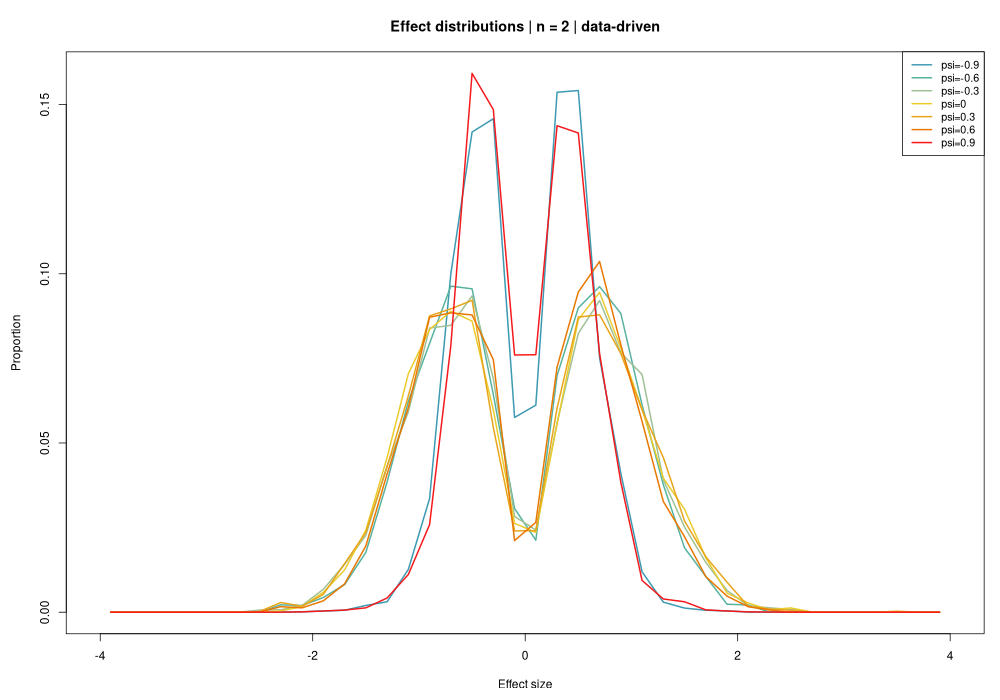 Effect distributions | n = 2 | data-driven
psi=-0.9
psi=-0.6
psi=-0.3
psi=0
psi=0.3
psi=0.6
psi=0.9
Proportion
0.15
0.10
0.05
0.00
-4
-2
0
2
4
Effect size